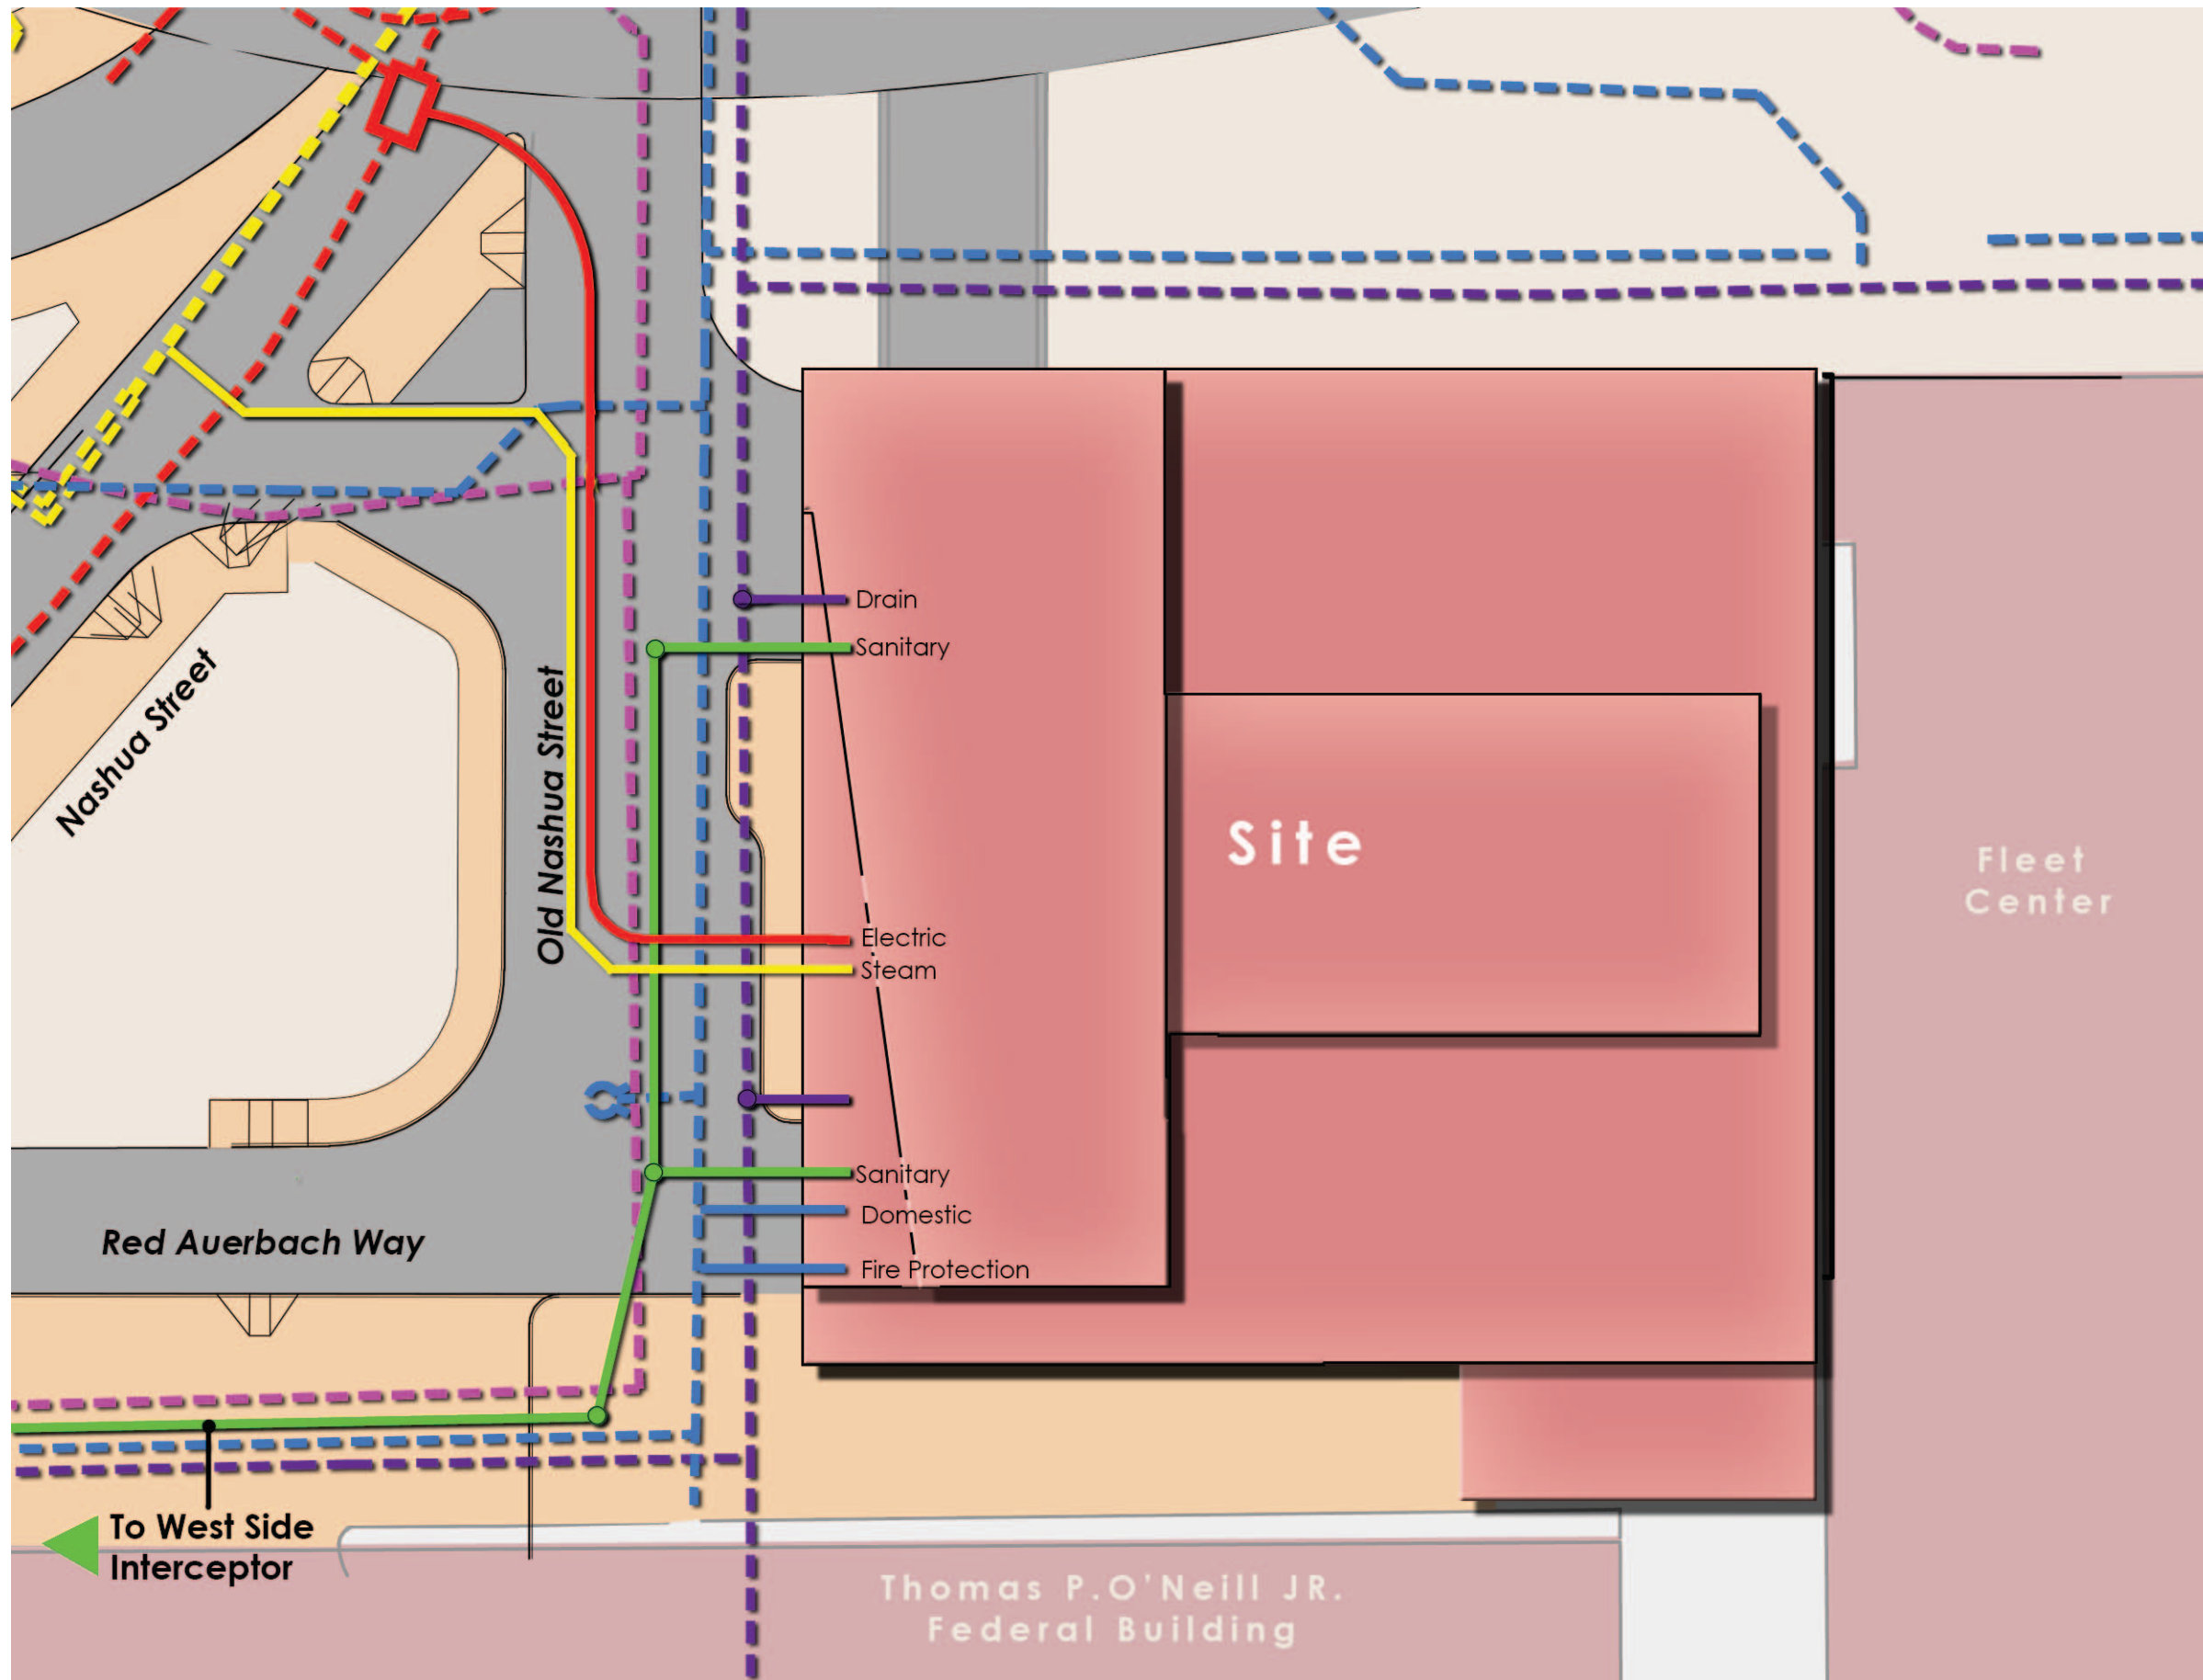 Drain
Sanitary
Nashua Street
Old Nashua Street
Site
Fleet
Center
Electric
Steam
Sanitary
Domestic
Red Auerbach Way
Fire Protection
To West Side
Interceptor
Thomas P.O'Neill JR.
Federal Building